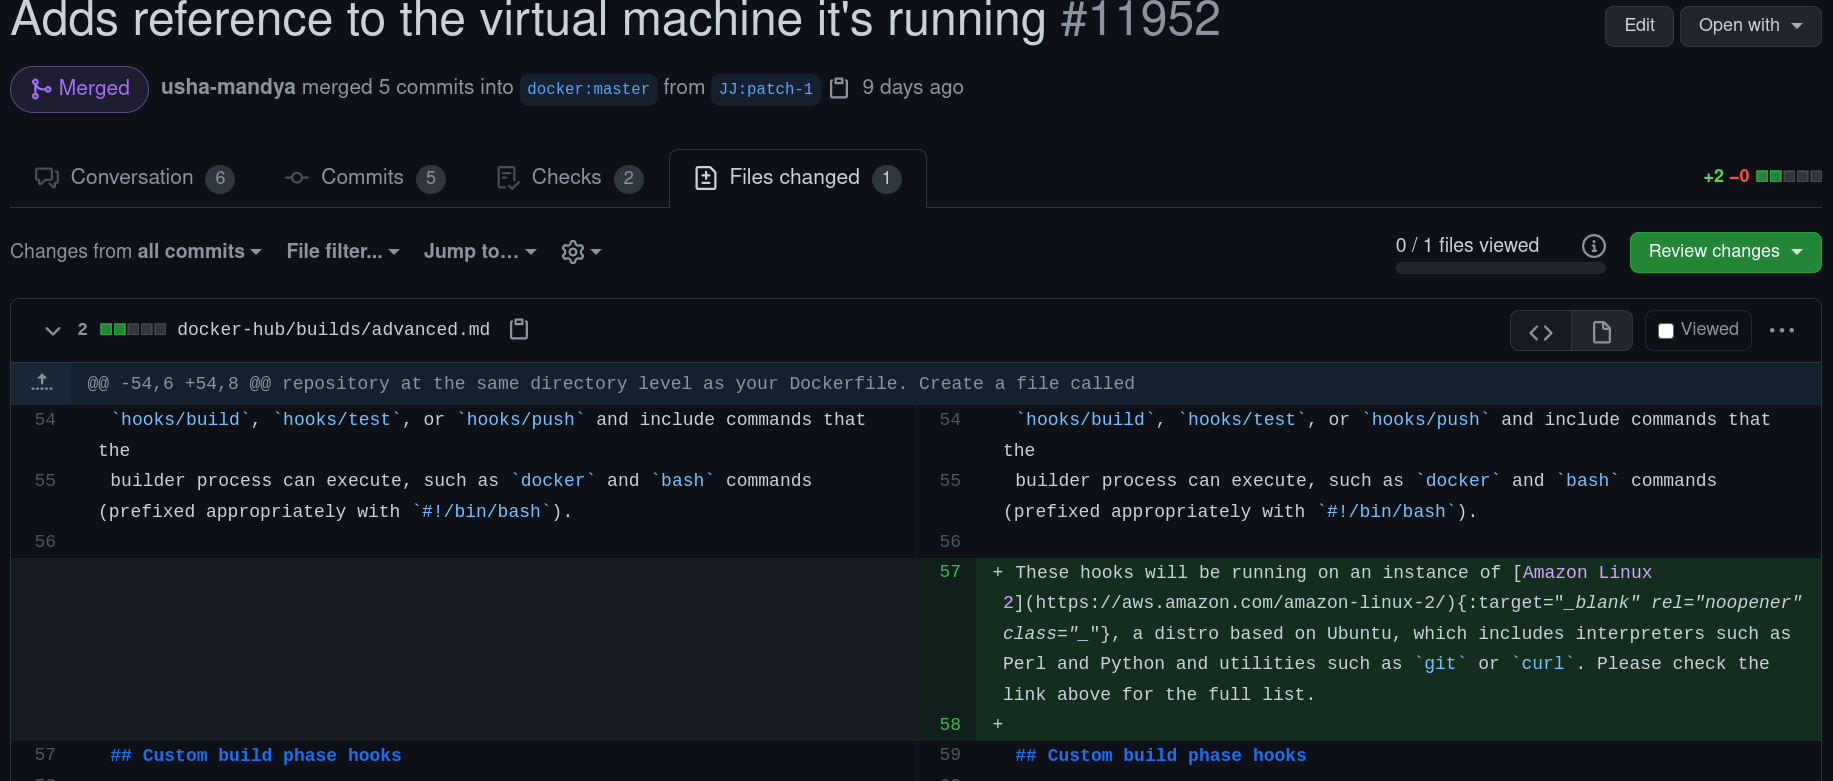 Adds reference to the virtual machine it's running #11952
Edit
Open with
Merged
usha-mandya merged 5 commits into docker:master from JJ:patch-1 9 days ago
Conversation 6
Commits 5
Checks 2
Files changed 1
+2 −0
Changes from all commits
File filter...
Jump to...
0 / 1 files viewed
Review changes
2 docker-hub/builds/advanced.md
Viewed
@@ -54,6 +54,8 @@ repository at the same directory level as your Dockerfile. Create a file called
54 `hooks/build`, `hooks/test`, or `hooks/push` and include commands that
the
55 builder process can execute, such as `docker` and `bash` commands
(prefixed appropriately with `#!/bin/bash`).
56
57 ## Custom build phase hooks
54 `hooks/build`, `hooks/test`, or `hooks/push` and include commands that
the
55 builder process can execute, such as `docker` and `bash` commands
(prefixed appropriately with `#!/bin/bash`).
56
57 + These hooks will be running on an instance of [Amazon Linux
2](https://aws.amazon.com/amazon-linux-2/){:target="_blank" rel="noopener"
class="_"}, a distro based on Ubuntu, which includes interpreters such as
Perl and Python and utilities such as `git` or `curl`. Please check the
link above for the full list.
58 +
59 ## Custom build phase hooks